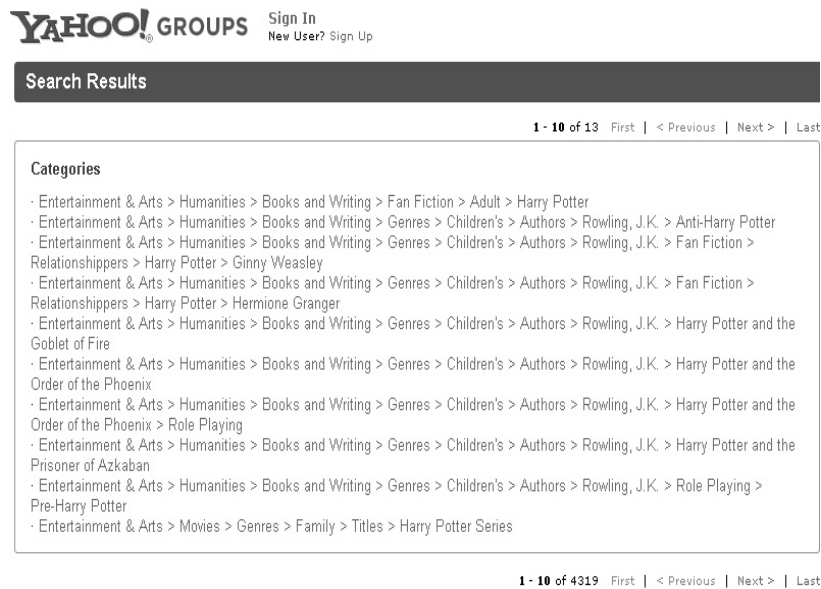 YAHOO! GROUPS
Sign In
New User? Sign Up
Search Results
1 - 10 of 13 First | < Previous | Next > | Last
Categories
· Entertainment & Arts > Humanities > Books and Writing > Fan Fiction > Adult > Harry Potter
· Entertainment & Arts > Humanities > Books and Writing > Genres > Children's > Authors > Rowling, J.K. > Anti-Harry Potter
· Entertainment & Arts > Humanities > Books and Writing > Genres > Children's > Authors > Rowling, J.K. > Fan Fiction >
Relationshippers > Harry Potter > Ginny Weasley
· Entertainment & Arts > Humanities > Books and Writing > Genres > Children's > Authors > Rowling, J.K. > Fan Fiction >
Relationshippers > Harry Potter > Hermione Granger
· Entertainment & Arts > Humanities > Books and Writing > Genres > Children's > Authors > Rowling, J.K. > Harry Potter and the
Goblet of Fire
· Entertainment & Arts > Humanities > Books and Writing > Genres > Children's > Authors > Rowling, J.K. > Harry Potter and the
Order of the Phoenix
· Entertainment & Arts > Humanities > Books and Writing > Genres > Children's > Authors > Rowling, J.K. > Harry Potter and the
Order of the Phoenix > Role Playing
· Entertainment & Arts > Humanities > Books and Writing > Genres > Children's > Authors > Rowling, J.K. > Harry Potter and the
Prisoner of Azkaban
· Entertainment & Arts > Humanities > Books and Writing > Genres > Children's > Authors > Rowling, J.K. > Role Playing >
Pre-Harry Potter
· Entertainment & Arts > Movies > Genres > Family > Titles > Harry Potter Series
1 - 10 of 4319 First | < Previous | Next > | Last